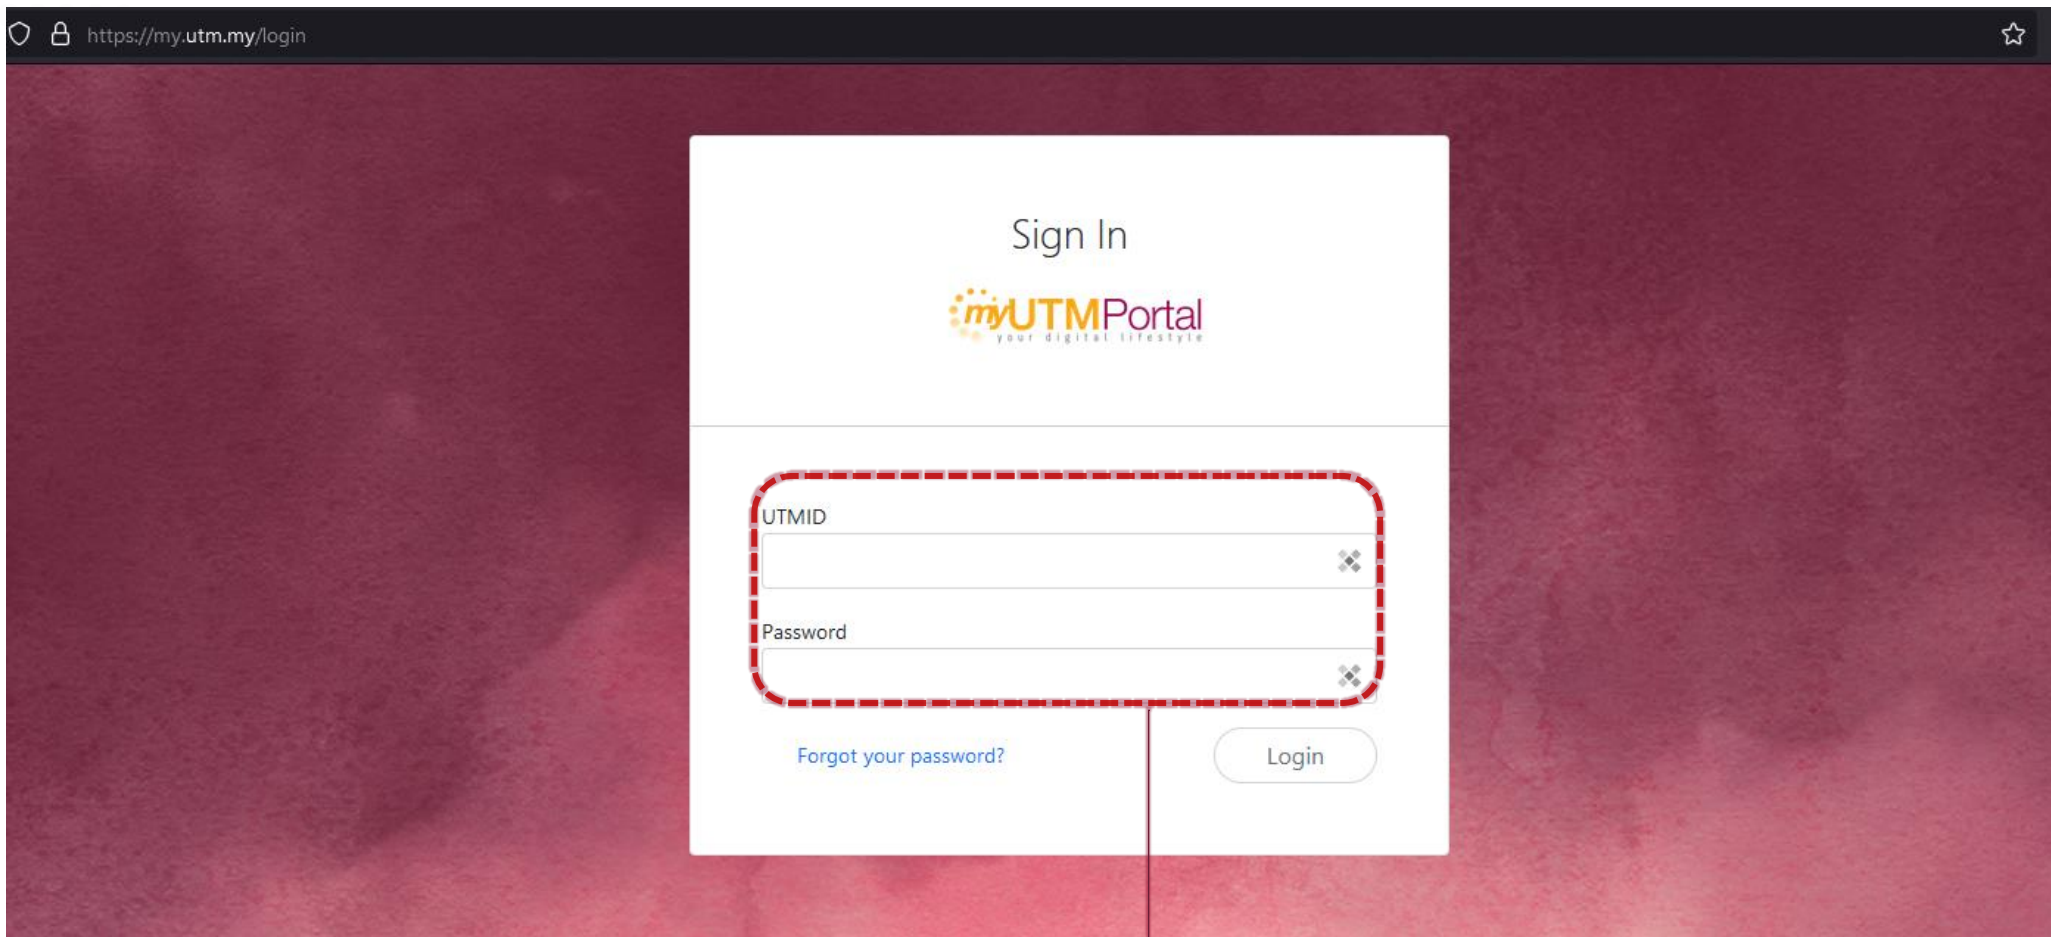 https://my.utm.my/login
Sign In
myUTMPortal
your digital lifestyle
UTMID
Password
Forgot your password?
Login